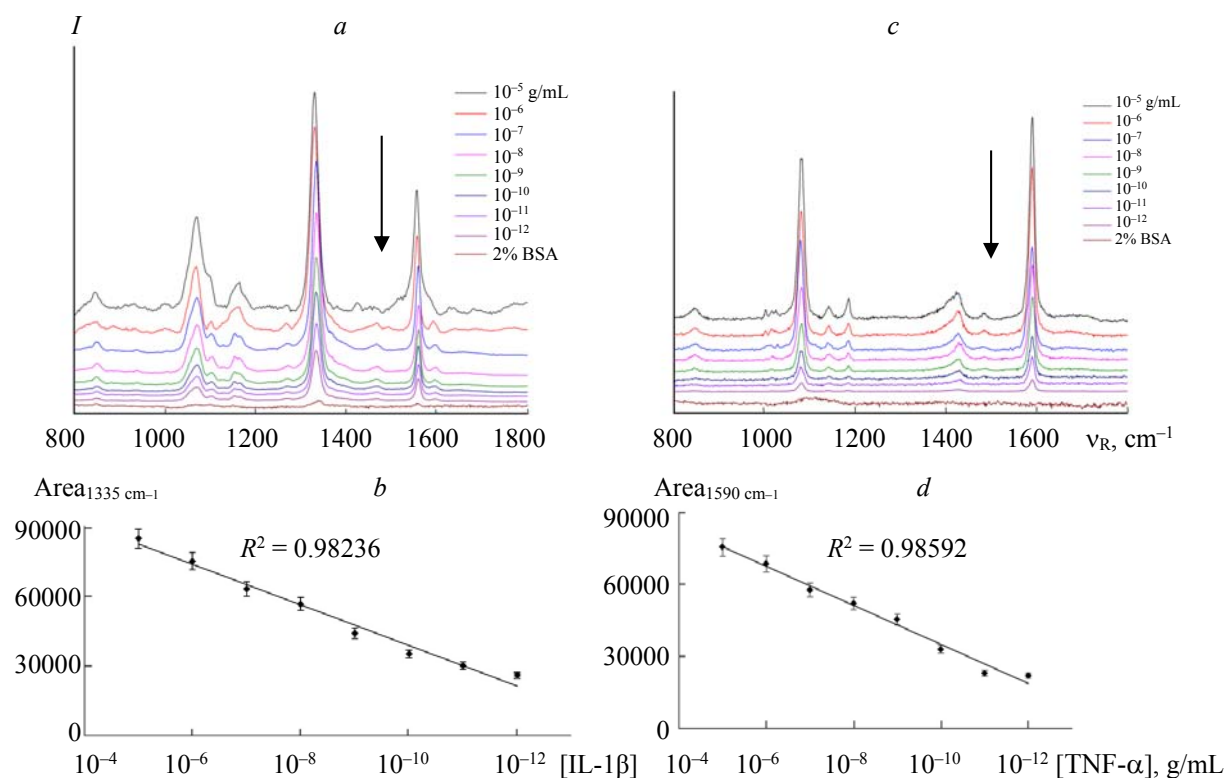 I
a
10⁻⁵ g/mL
10⁻⁶
10⁻⁷
10⁻⁸
10⁻⁹
10⁻¹⁰
10⁻¹¹
10⁻¹²
2% BSA
800 1000 1200 1400 1600 1800
c
10⁻⁵ g/mL
10⁻⁶
10⁻⁷
10⁻⁸
10⁻⁹
10⁻¹⁰
10⁻¹¹
10⁻¹²
2% BSA
800 1000 1200 1400 1600 νR, cm⁻¹
Area1335 cm–1
b
90000
60000
30000
0
R² = 0.98236
10⁻⁴ 10⁻⁶ 10⁻⁸ 10⁻¹⁰ 10⁻¹² [IL-1β]
Area1590 cm–1
d
90000
60000
30000
0
R² = 0.98592
10⁻⁴ 10⁻⁶ 10⁻⁸ 10⁻¹⁰ 10⁻¹² [TNF-α], g/mL